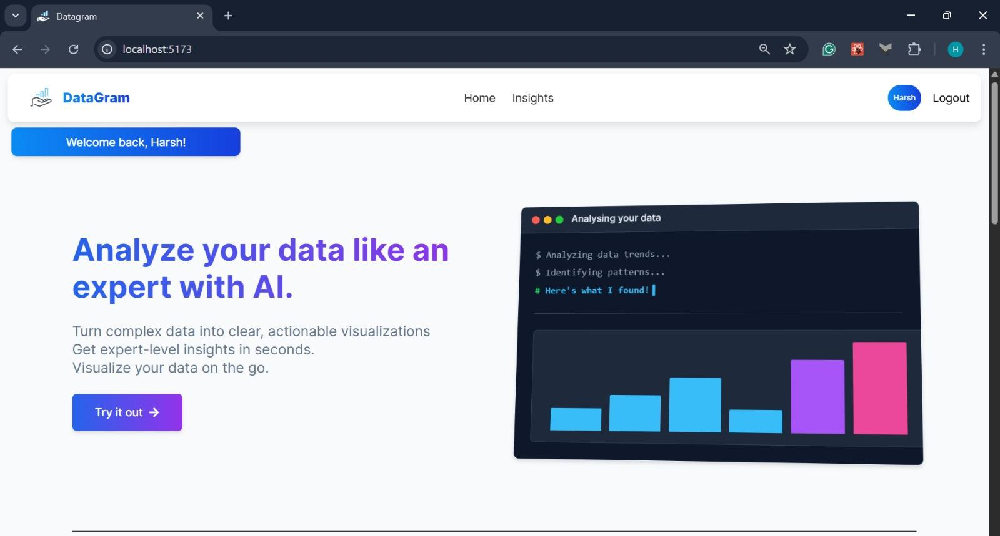 Datagram
localhost:5173
H
DataGram
Home Insights
Harsh Logout
Welcome back, Harsh!
Analyze your data like an
expert with AI.
Turn complex data into clear, actionable visualizations
Get expert-level insights in seconds.
Visualize your data on the go.
Try it out
Analysing your data
$ Analyzing data trends...
$ Identifying patterns...
# Here's what I found!